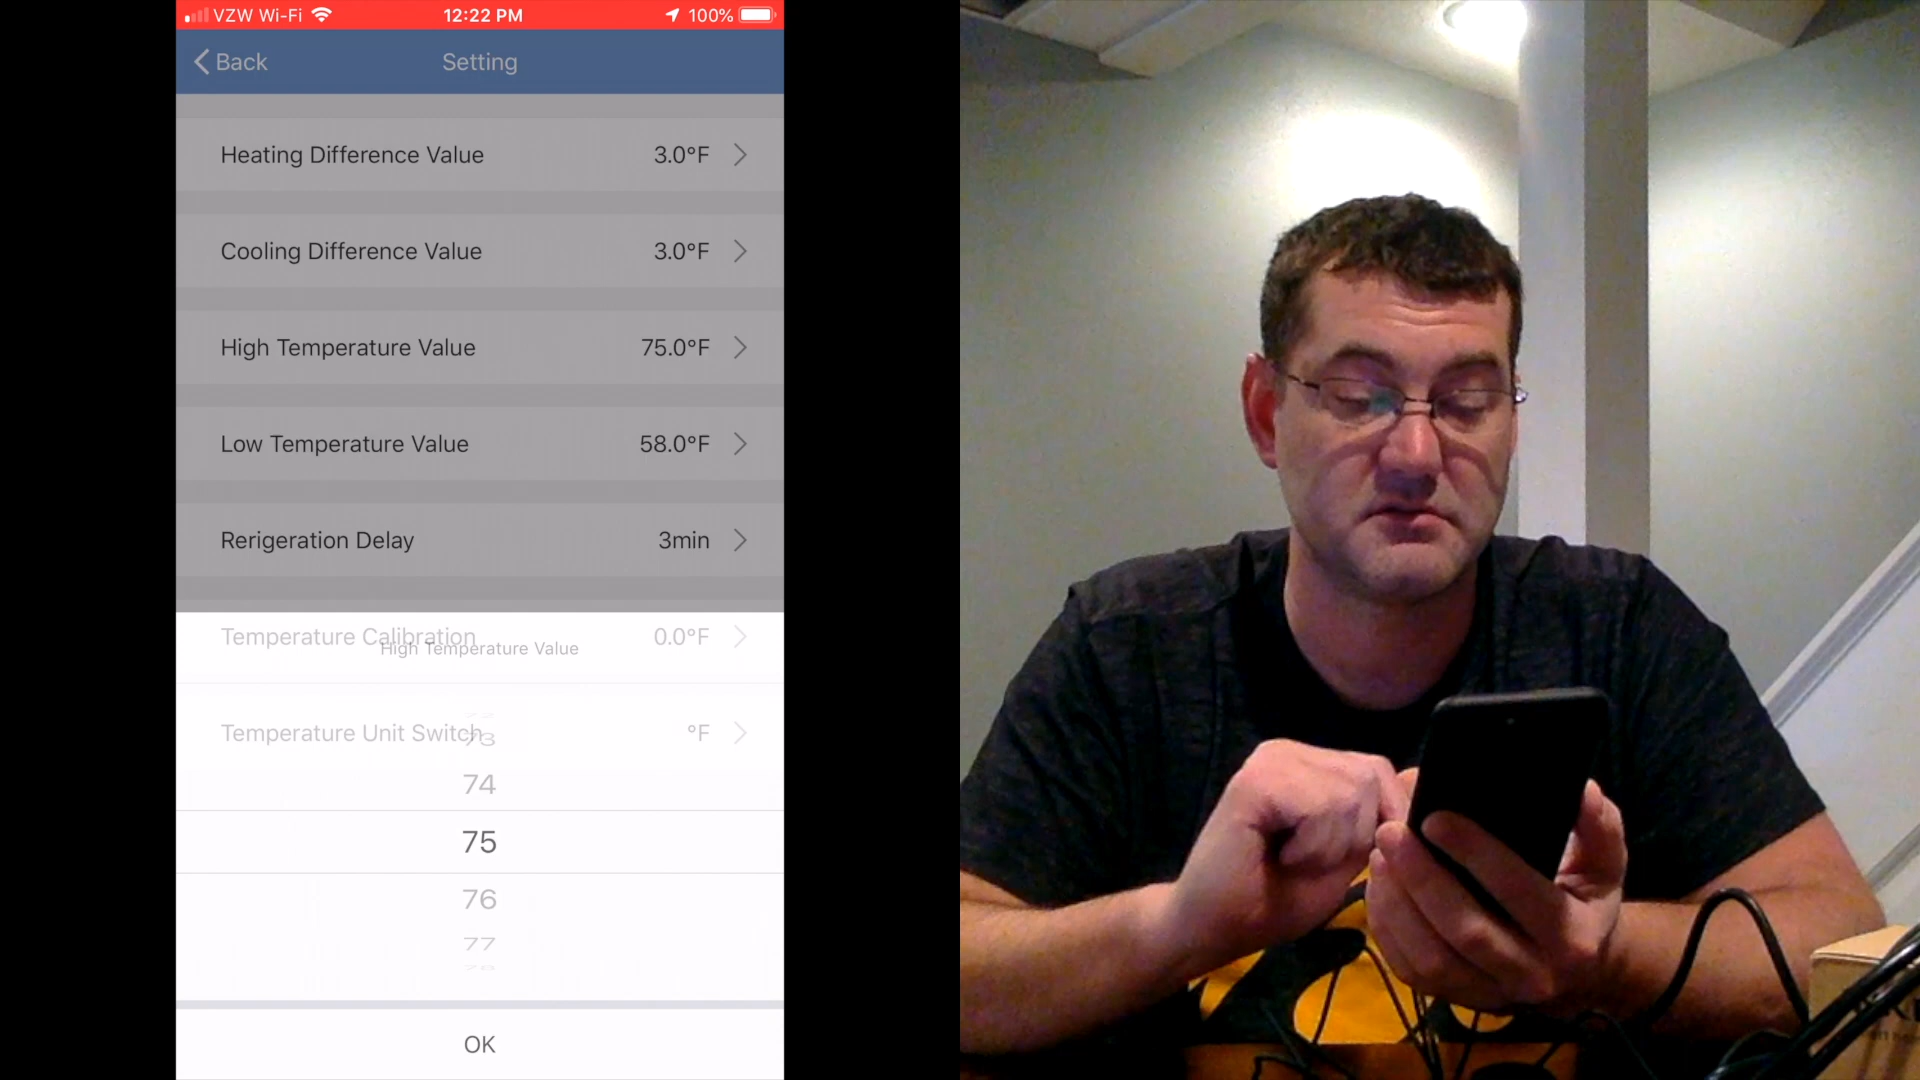 VZW Wi-Fi 12:22 PM 100%
Back Setting
Heating Difference Value 3.0°F
Cooling Difference Value 3.0°F
High Temperature Value 75.0°F
Low Temperature Value 58.0°F
Rerigeration Delay 3min
Temperature Calibration 0.0°F
High Temperature Value
Temperature Unit Switch °F
73
74
75
76
77
OK